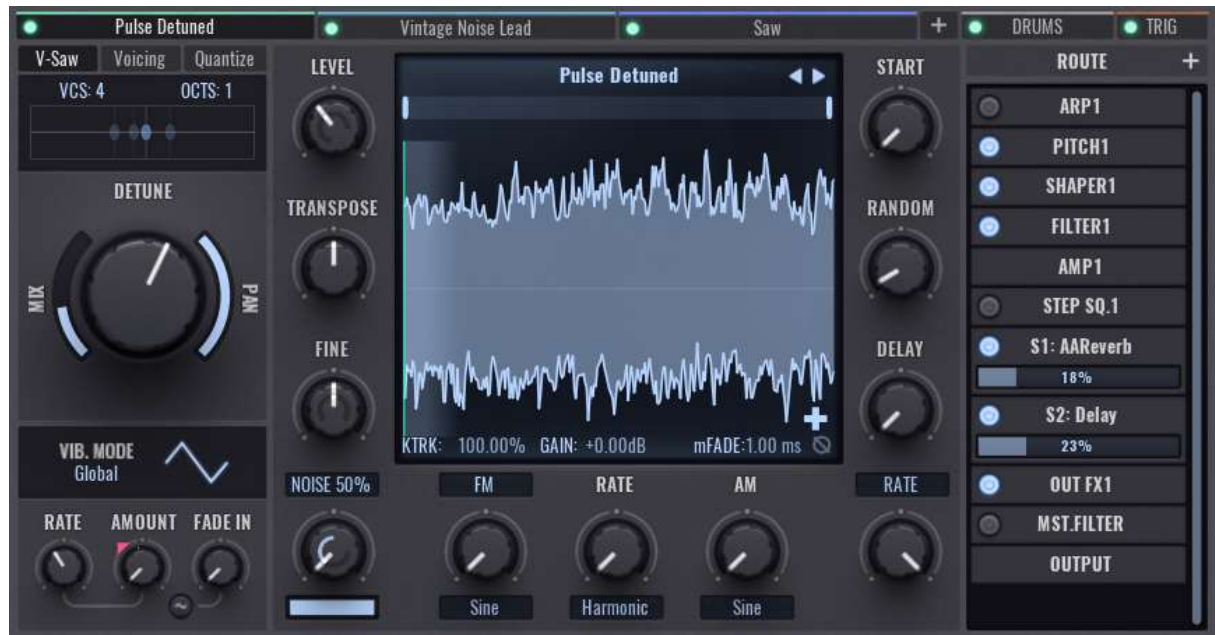 Pulse Detuned
Vintage Noise Lead
Saw
+
DRUMS
TRIG
V-Saw
Voicing
Quantize
VCS: 4
OCTS: 1
DETUNE
MIX
PAN
VIB. MODE
Global
RATE
AMOUNT
FADE IN
LEVEL
TRANSPOSE
FINE
NOISE 50%
Pulse Detuned
KTRK: 100.00% GAIN: +0.00dB mFADE:1.00 ms
FM
RATE
AM
Sine
Harmonic
Sine
START
RANDOM
DELAY
RATE
ROUTE +
ARP1
PITCH1
SHAPER1
FILTER1
AMP1
STEP SQ.1
S1: AAReverb
18%
S2: Delay
23%
OUT FX1
MST.FILTER
OUTPUT